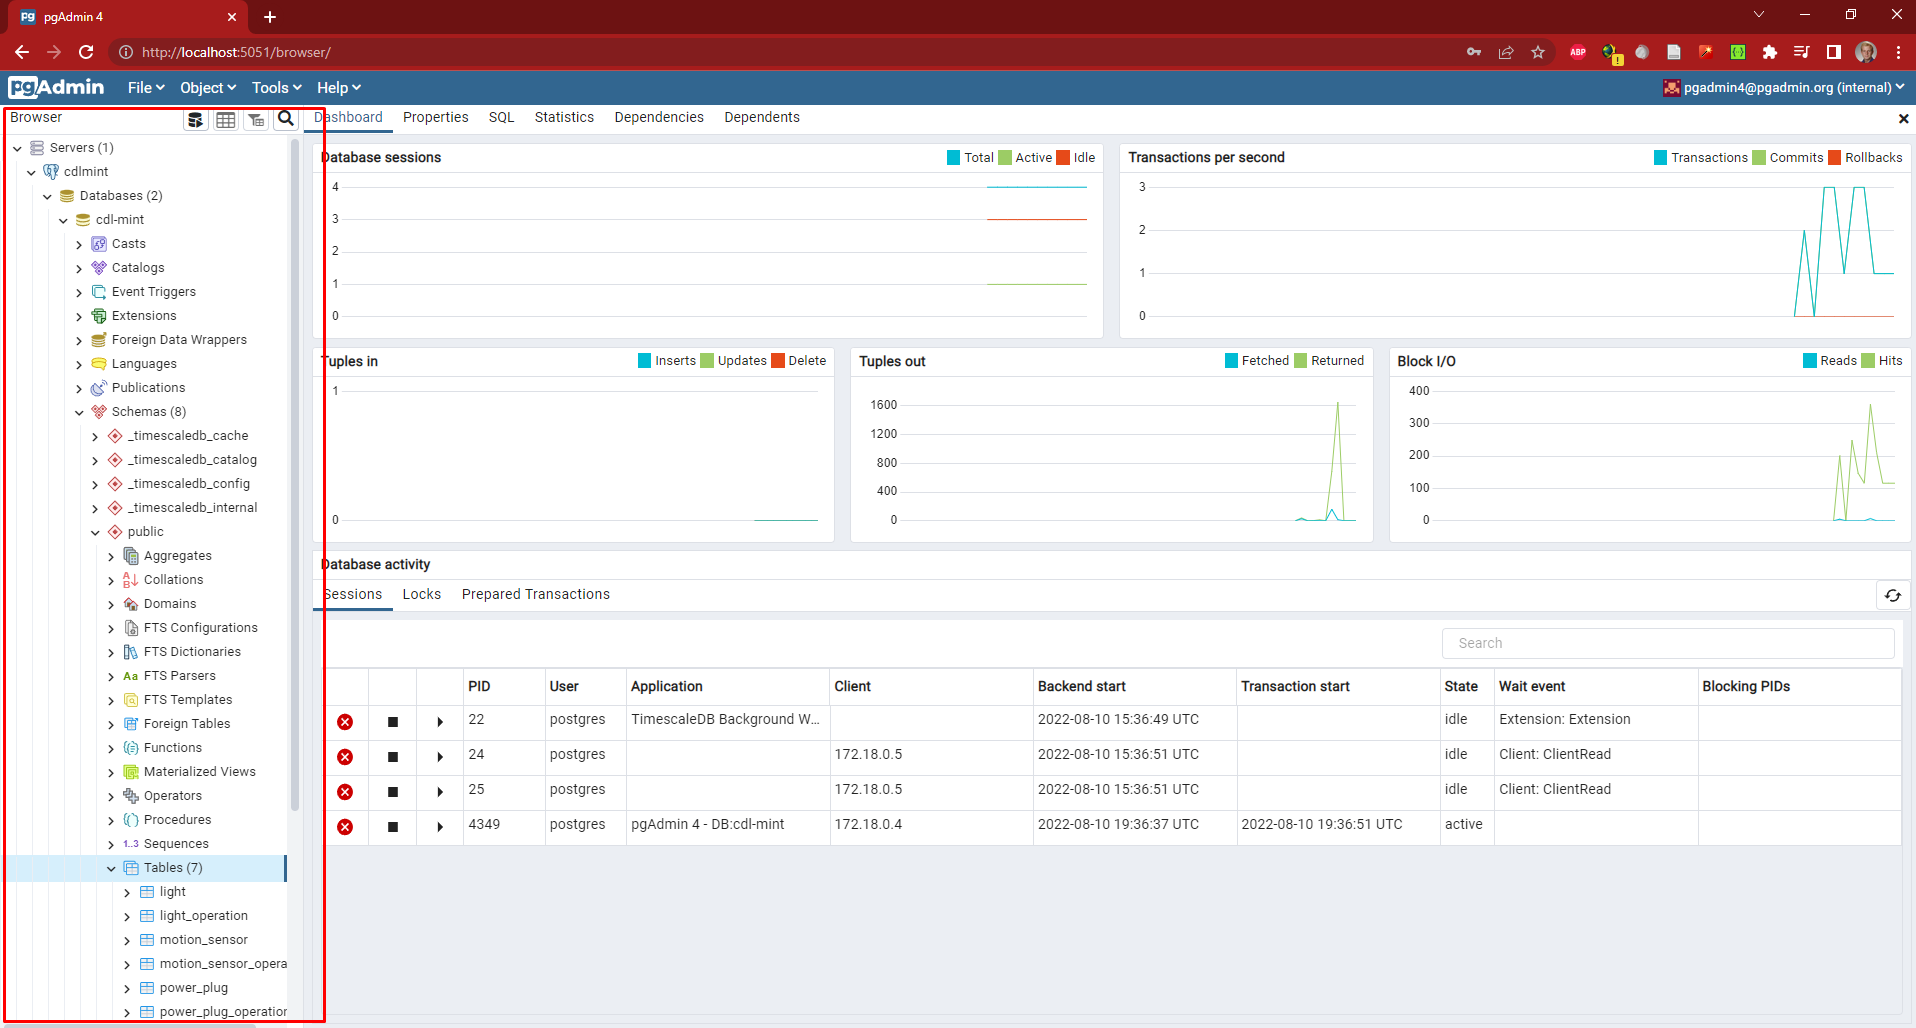 pgAdmin 4
http://localhost:5051/browser/
ABP
pgAdmin File Object Tools Help pgadmin4@pgadmin.org (internal)
Browser
Servers (1)
cdlmint
Databases (2)
cdl-mint
Casts
Catalogs
Event Triggers
Extensions
Foreign Data Wrappers
Languages
Publications
Schemas (8)
_timescaledb_cache
_timescaledb_catalog
_timescaledb_config
_timescaledb_internal
public
Aggregates
Collations
Domains
FTS Configurations
FTS Dictionaries
Aa FTS Parsers
FTS Templates
Foreign Tables
Functions
Materialized Views
Operators
Procedures
1..3 Sequences
Tables (7)
light
light_operation
motion_sensor
motion_sensor_opera
power_plug
power_plug_operation
Dashboard Properties SQL Statistics Dependencies Dependents
Database sessions Total Active Idle
4
3
2
1
0
Transactions per second Transactions Commits Rollbacks
3
2
1
0
Tuples in Inserts Updates Delete
1
0
Tuples out Fetched Returned
1600
1200
800
400
0
Block I/O Reads Hits
400
300
200
100
0
Database activity
Sessions Locks Prepared Transactions
Search
PID User Application Client Backend start Transaction start State Wait event Blocking PIDs
22 postgres TimescaleDB Background W... 2022-08-10 15:36:49 UTC idle Extension: Extension
24 postgres 172.18.0.5 2022-08-10 15:36:51 UTC idle Client: ClientRead
25 postgres 172.18.0.5 2022-08-10 15:36:51 UTC idle Client: ClientRead
4349 postgres pgAdmin 4 - DB:cdl-mint 172.18.0.4 2022-08-10 19:36:37 UTC 2022-08-10 19:36:51 UTC active